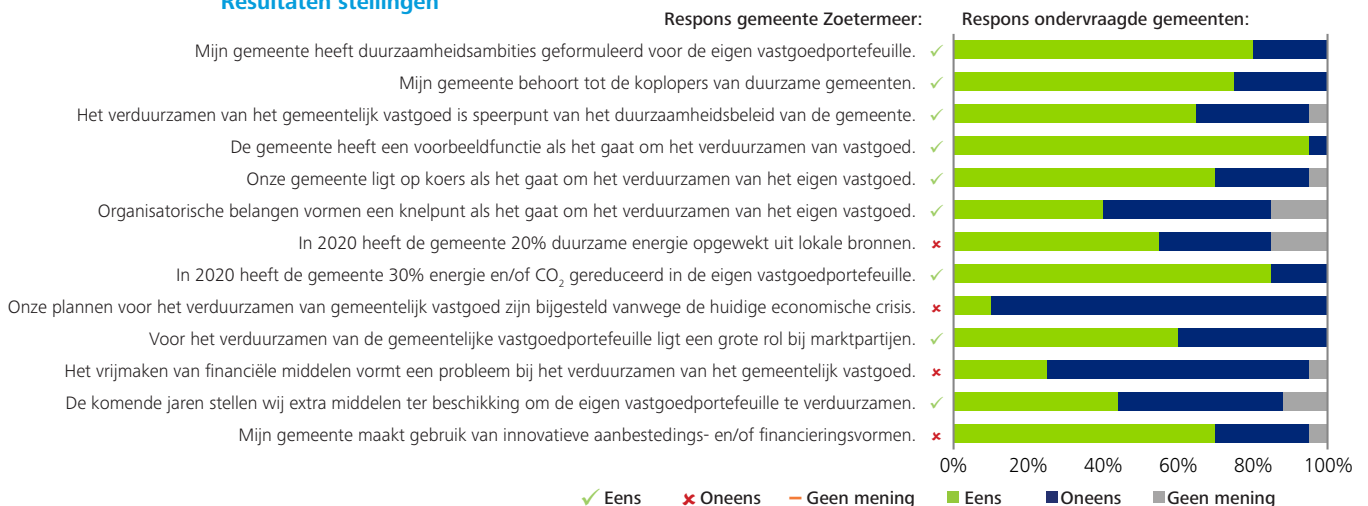 Resultaten stellingen
Respons gemeente Zoetermeer: Respons ondervraagde gemeenten:
Mijn gemeente heeft duurzaamheidsambities geformuleerd voor de eigen vastgoedportefeuille. ✓
Mijn gemeente behoort tot de koplopers van duurzame gemeenten. ✓
Het verduurzamen van het gemeentelijk vastgoed is speerpunt van het duurzaamheidsbeleid van de gemeente. ✓
De gemeente heeft een voorbeeldfunctie als het gaat om het verduurzamen van vastgoed. ✓
Onze gemeente ligt op koers als het gaat om het verduurzamen van het eigen vastgoed. ✓
Organisatorische belangen vormen een knelpunt als het gaat om het verduurzamen van het eigen vastgoed. ✓
In 2020 heeft de gemeente 20% duurzame energie opgewekt uit lokale bronnen. ✗
In 2020 heeft de gemeente 30% energie en/of CO₂ gereduceerd in de eigen vastgoedportefeuille. ✓
Onze plannen voor het verduurzamen van gemeentelijk vastgoed zijn bijgesteld vanwege de huidige economische crisis. ✗
Voor het verduurzamen van de gemeentelijke vastgoedportefeuille ligt een grote rol bij marktpartijen. ✓
Het vrijmaken van financiële middelen vormt een probleem bij het verduurzamen van het gemeentelijk vastgoed. ✗
De komende jaren stellen wij extra middelen ter beschikking om de eigen vastgoedportefeuille te verduurzamen. ✓
Mijn gemeente maakt gebruik van innovatieve aanbestedings- en/of financieringsvormen. ✗
0% 20% 40% 60% 80% 100%
✓ Eens ✗ Oneens – Geen mening Eens Oneens Geen mening